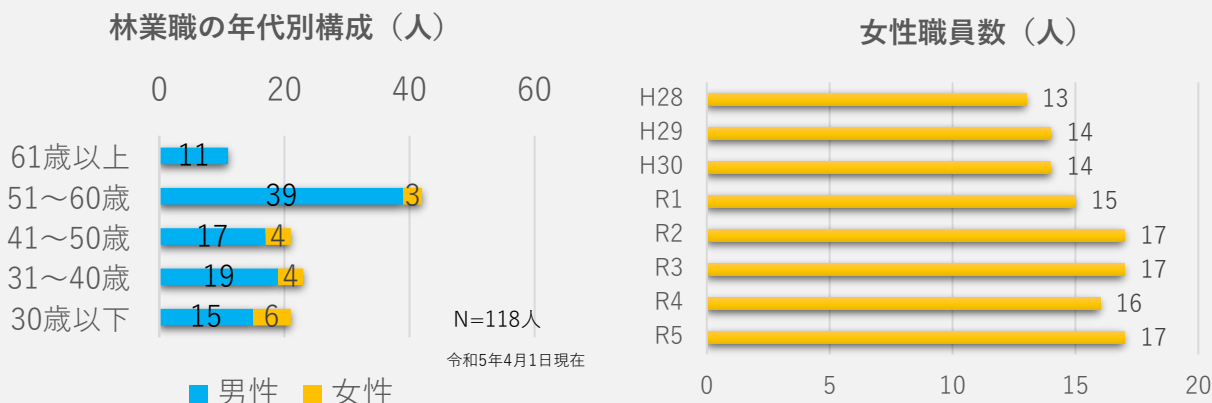 林業職の年代別構成（人）
0 20 40 60
61歳以上 11
51～60歳 39 3
41～50歳 17 4
31～40歳 19 4
30歳以下 15 6
N=118人
令和5年4月1日現在
男性 女性
女性職員数（人）
H28 13
H29 14
H30 14
R1 15
R2 17
R3 17
R4 16
R5 17
0 5 10 15 20